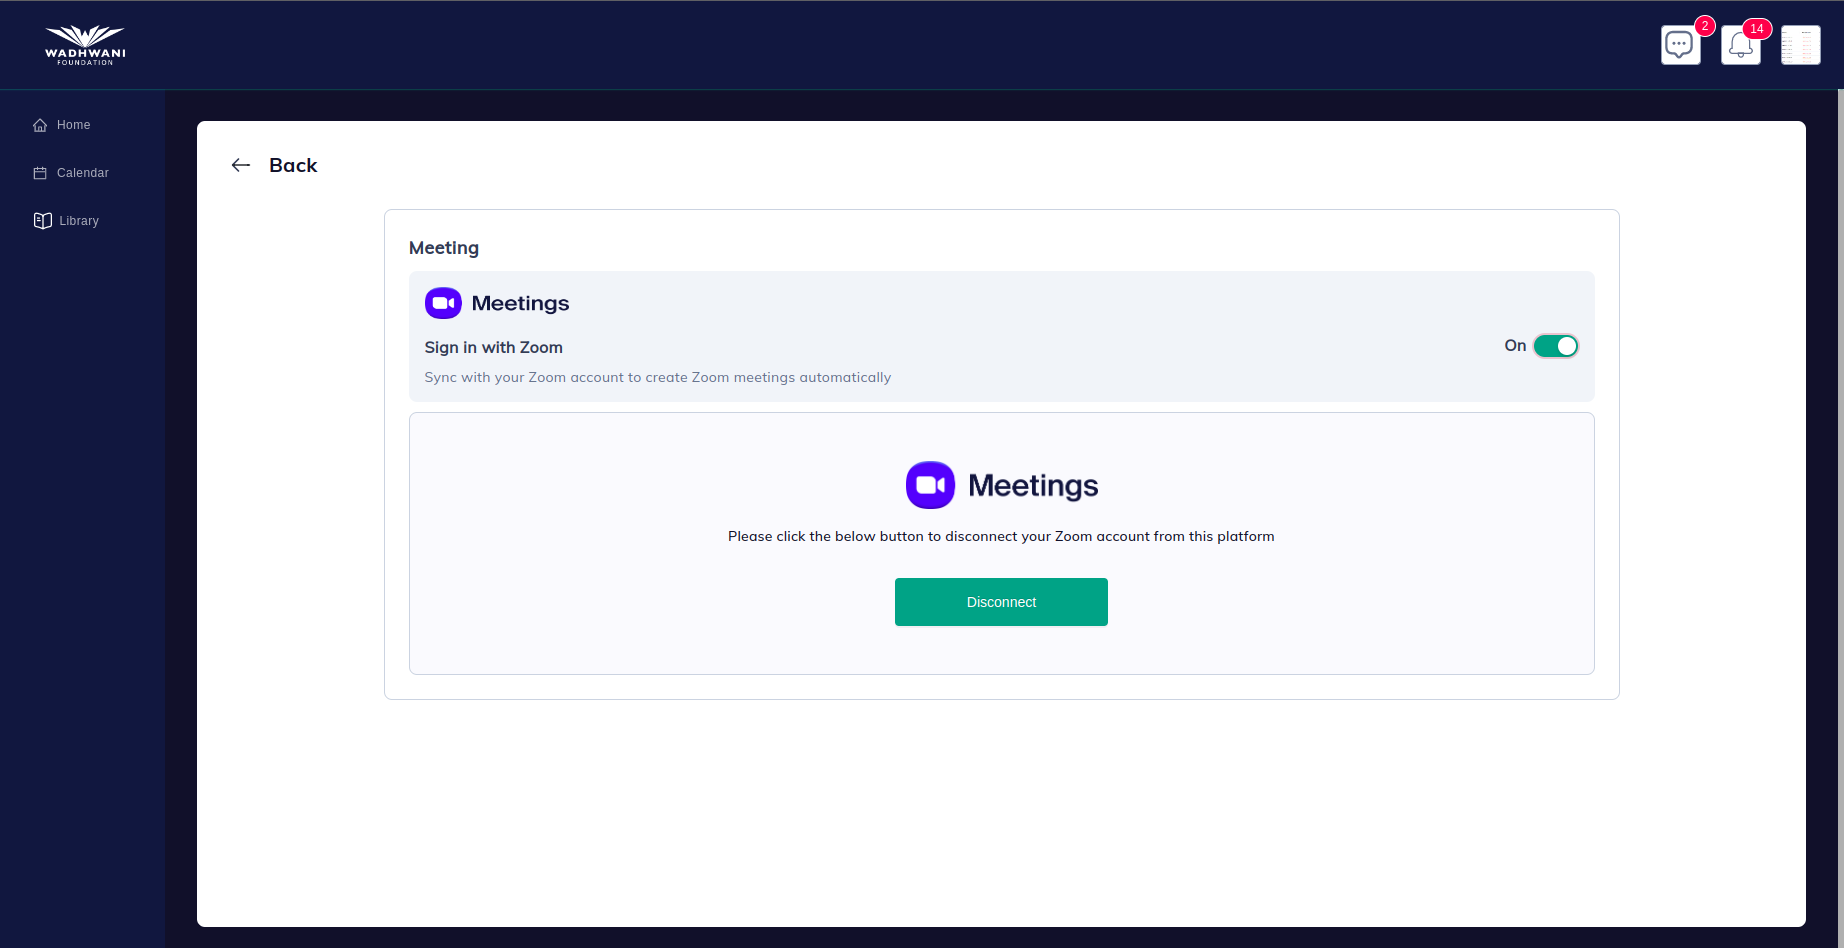 WADHWANI
FOUNDATION
2
14
Home
Calendar
Library
Back
Meeting
Meetings
Sign in with Zoom
On
Sync with your Zoom account to create Zoom meetings automatically
Meetings
Please click the below button to disconnect your Zoom account from this platform
Disconnect